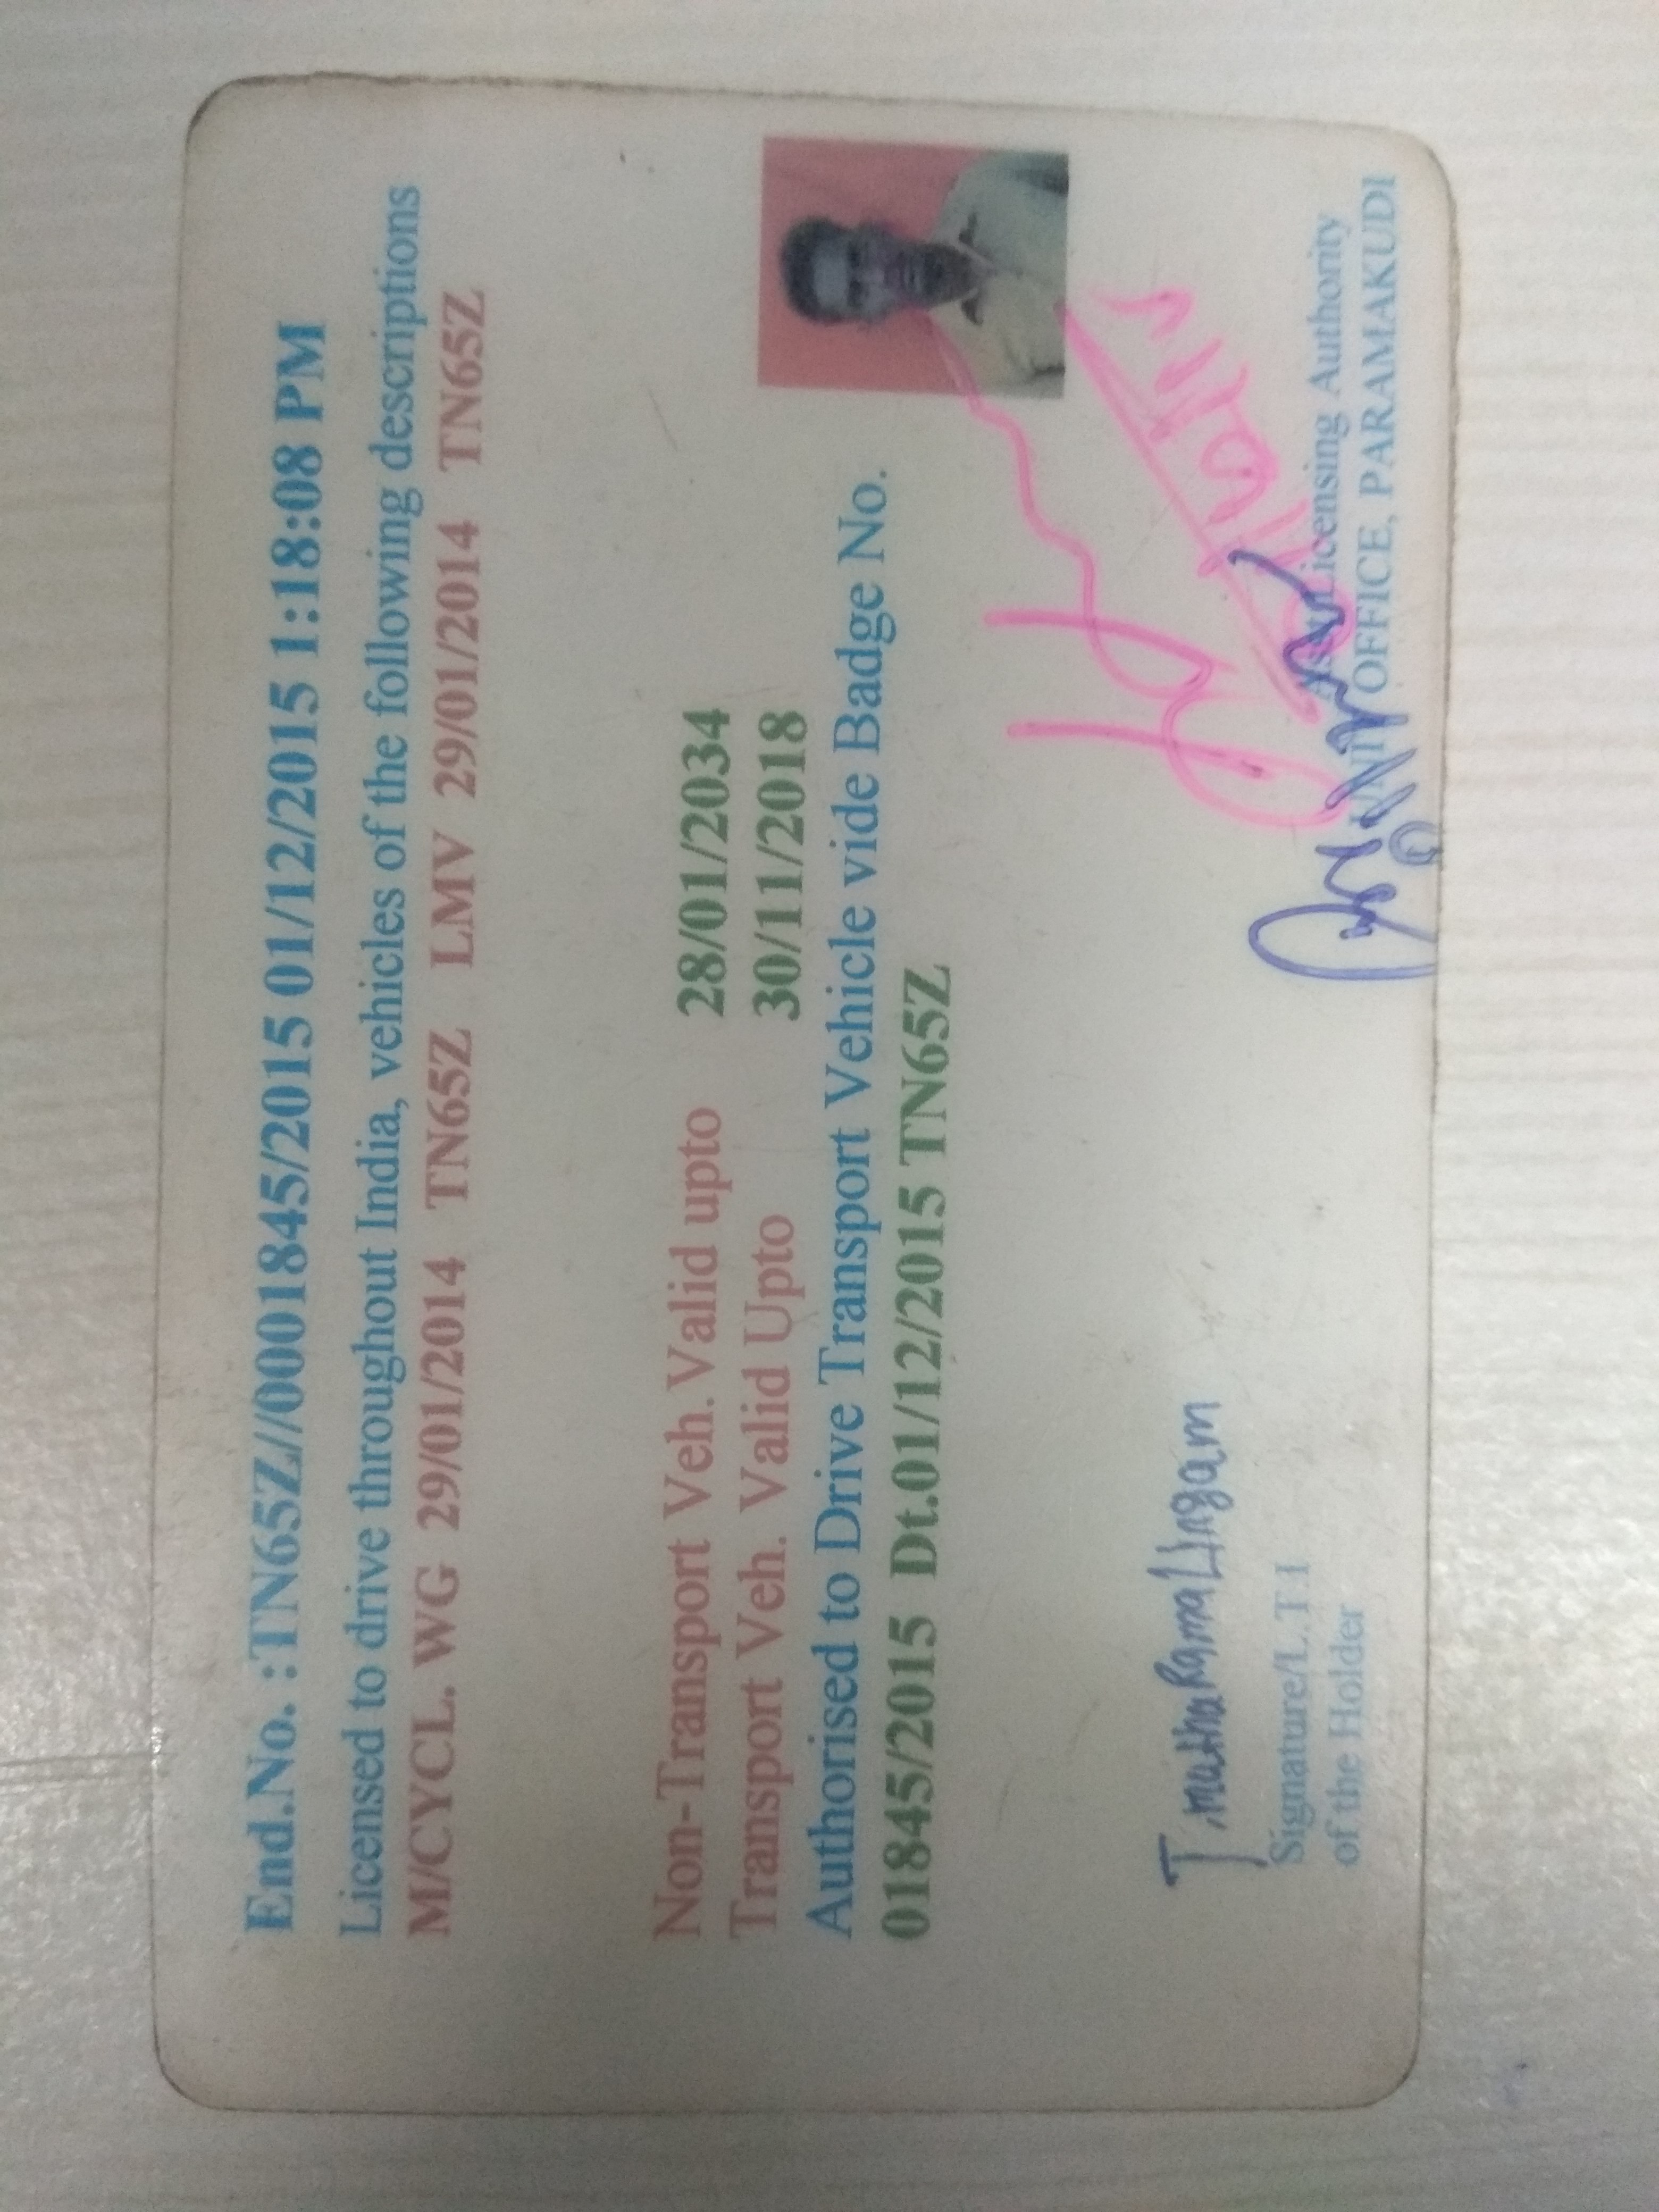 End.No. :TN65Z//0001845/2015 01/12/2015 1:18:08 PM
Licensed to drive throughout India, vehicles of the following descriptions
M/CYCL. WG 29/01/2014 TN65Z LMV 29/01/2014 TN65Z
Non-Transport Veh. Valid upto 28/01/2034
Transport Veh. Valid Upto 30/11/2018
Authorised to Drive Transport Vehicle vide Badge No.
01845/2015 Dt.01/12/2015 TN65Z
T.muthuRamaLingam
Signature/L.T.I
of the Holder
Asst. Licensing Authority
UNIT OFFICE, PARAMAKUDI